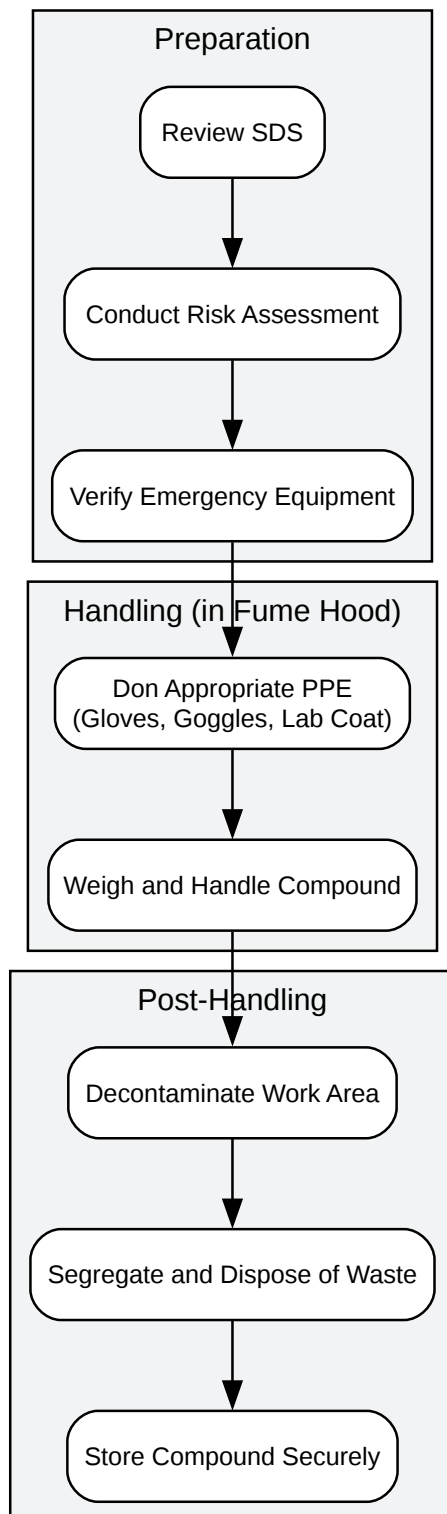 Preparation
Review SDS
Conduct Risk Assessment
Verify Emergency Equipment
Handling (in Fume Hood)
Don Appropriate PPE
(Gloves, Goggles, Lab Coat)
Weigh and Handle Compound
Post-Handling
Decontaminate Work Area
Segregate and Dispose of Waste
Store Compound Securely